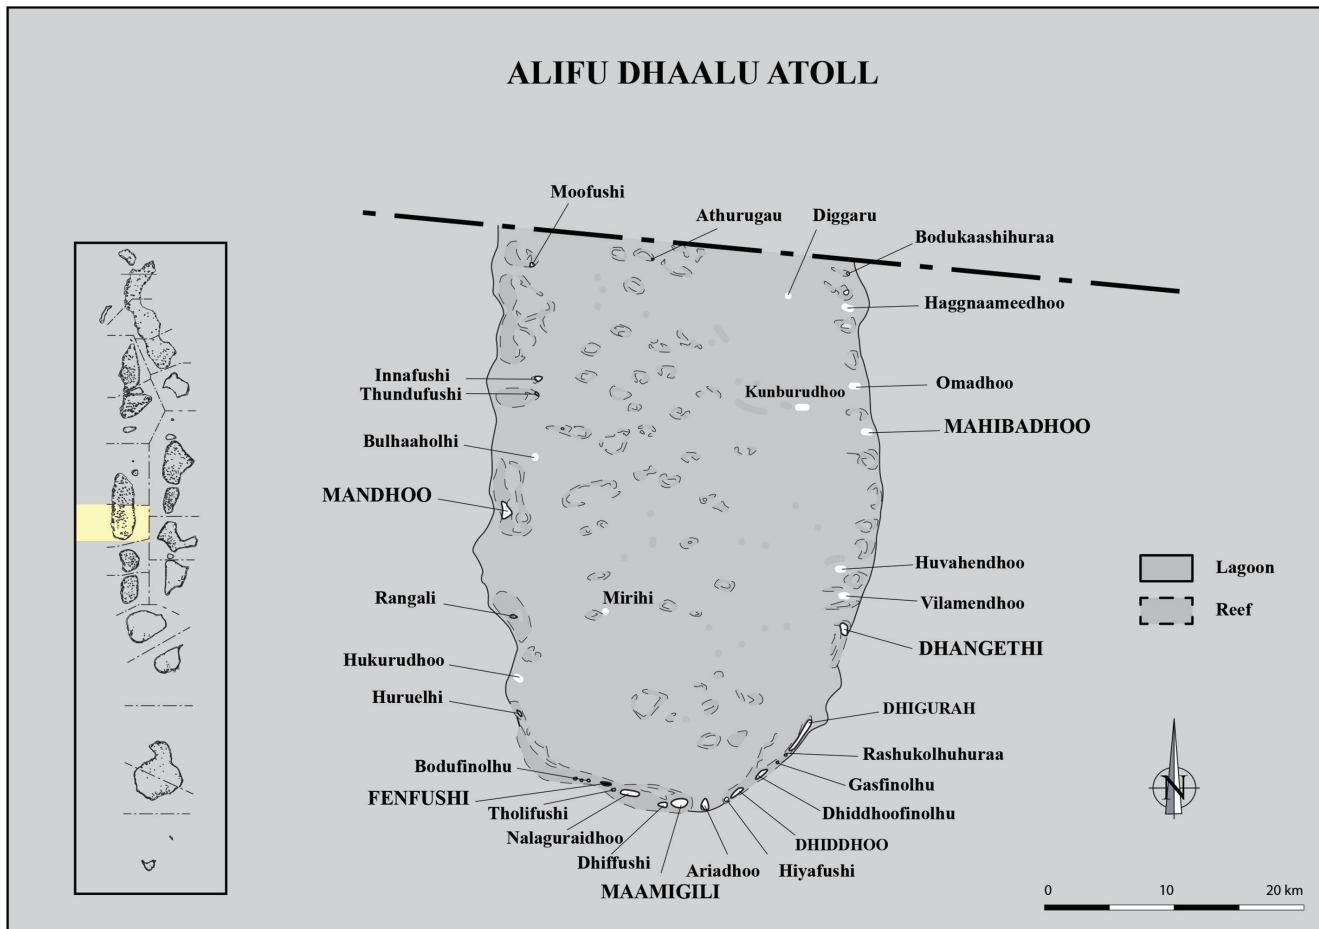 ALIFU DHAALU ATOLL
Moofushi
Athurugau
Diggaru
Bodukaashihuraa
Haggnaameedhoo
Innafushi
Thundufushi
Kunburudhoo
Omadhoo
MAHIBADHOO
Bulhaaholhi
MANDHOO
Huvahendhoo
Lagoon
Rangali
Mirihi
Vilamendhoo
Reef
DHANGETHI
Hukurudhoo
Huruelhi
DHIGURAH
Rashukolhuhuraa
Bodufinolhu
Gasfinolhu
N
FENFUSHI
Tholifushi
Dhiddhoofinolhu
Nalaguraidhoo
DHIDDHOO
Dhiffushi
Ariadhoo
Hiyafushi
MAAMIGILI
0 10 20 km